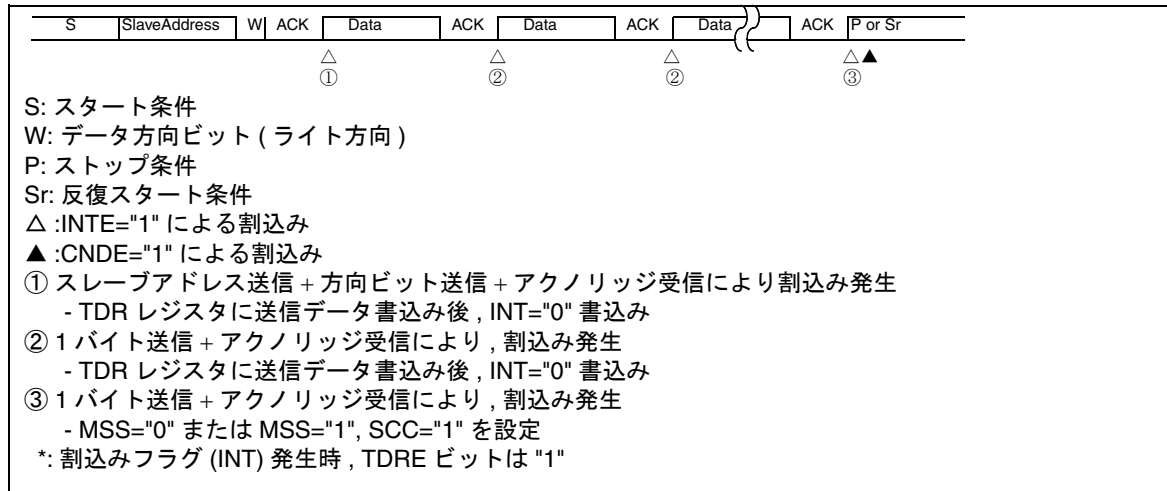 S SlaveAddress W ACK Data ACK Data ACK Data ACK P or Sr
△ △ △ △▲
① ② ② ③
S: スタート条件
W: データ方向ビット ( ライト方向 )
P: ストップ条件
Sr: 反復スタート条件
△ :INTE="1" による割込み
▲ :CNDE="1" による割込み
① スレーブアドレス送信 + 方向ビット送信 + アクノリッジ受信により割込み発生
- TDR レジスタに送信データ書込み後 , INT="0" 書込み
② 1 バイト送信 + アクノリッジ受信により , 割込み発生
- TDR レジスタに送信データ書込み後 , INT="0" 書込み
③ 1 バイト送信 + アクノリッジ受信により , 割込み発生
- MSS="0" または MSS="1", SCC="1" を設定
*: 割込みフラグ (INT) 発生時 , TDRE ビットは "1"